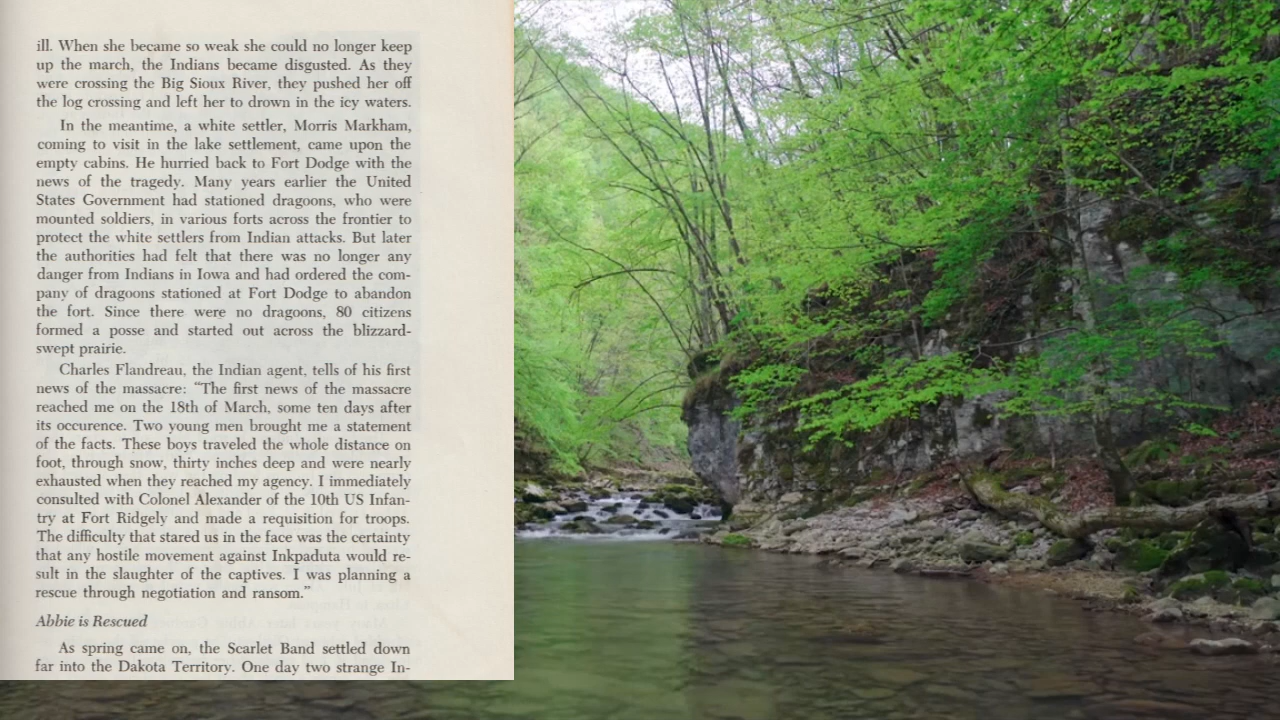 ill. When she became so weak she could no longer keep
up the march, the Indians became disgusted. As they
were crossing the Big Sioux River, they pushed her off
the log crossing and left her to drown in the icy waters.
In the meantime, a white settler, Morris Markham,
coming to visit in the lake settlement, came upon the
empty cabins. He hurried back to Fort Dodge with the
news of the tragedy. Many years earlier the United
States Government had stationed dragoons, who were
mounted soldiers, in various forts across the frontier to
protect the white settlers from Indian attacks. But later
the authorities had felt that there was no longer any
danger from Indians in Iowa and had ordered the com-
pany of dragoons stationed at Fort Dodge to abandon
the fort. Since there were no dragoons, 80 citizens
formed a posse and started out across the blizzard-
swept prairie.
Charles Flandreau, the Indian agent, tells of his first
news of the massacre: “The first news of the massacre
reached me on the 18th of March, some ten days after
its occurence. Two young men brought me a statement
of the facts. These boys traveled the whole distance on
foot, through snow, thirty inches deep and were nearly
exhausted when they reached my agency. I immediately
consulted with Colonel Alexander of the 10th US Infan-
try at Fort Ridgely and made a requisition for troops.
The difficulty that stared us in the face was the certainty
that any hostile movement against Inkpaduta would re-
sult in the slaughter of the captives. I was planning a
rescue through negotiation and ransom.”
Abbie is Rescued
As spring came on, the Scarlet Band settled down
far into the Dakota Territory. One day two strange In-